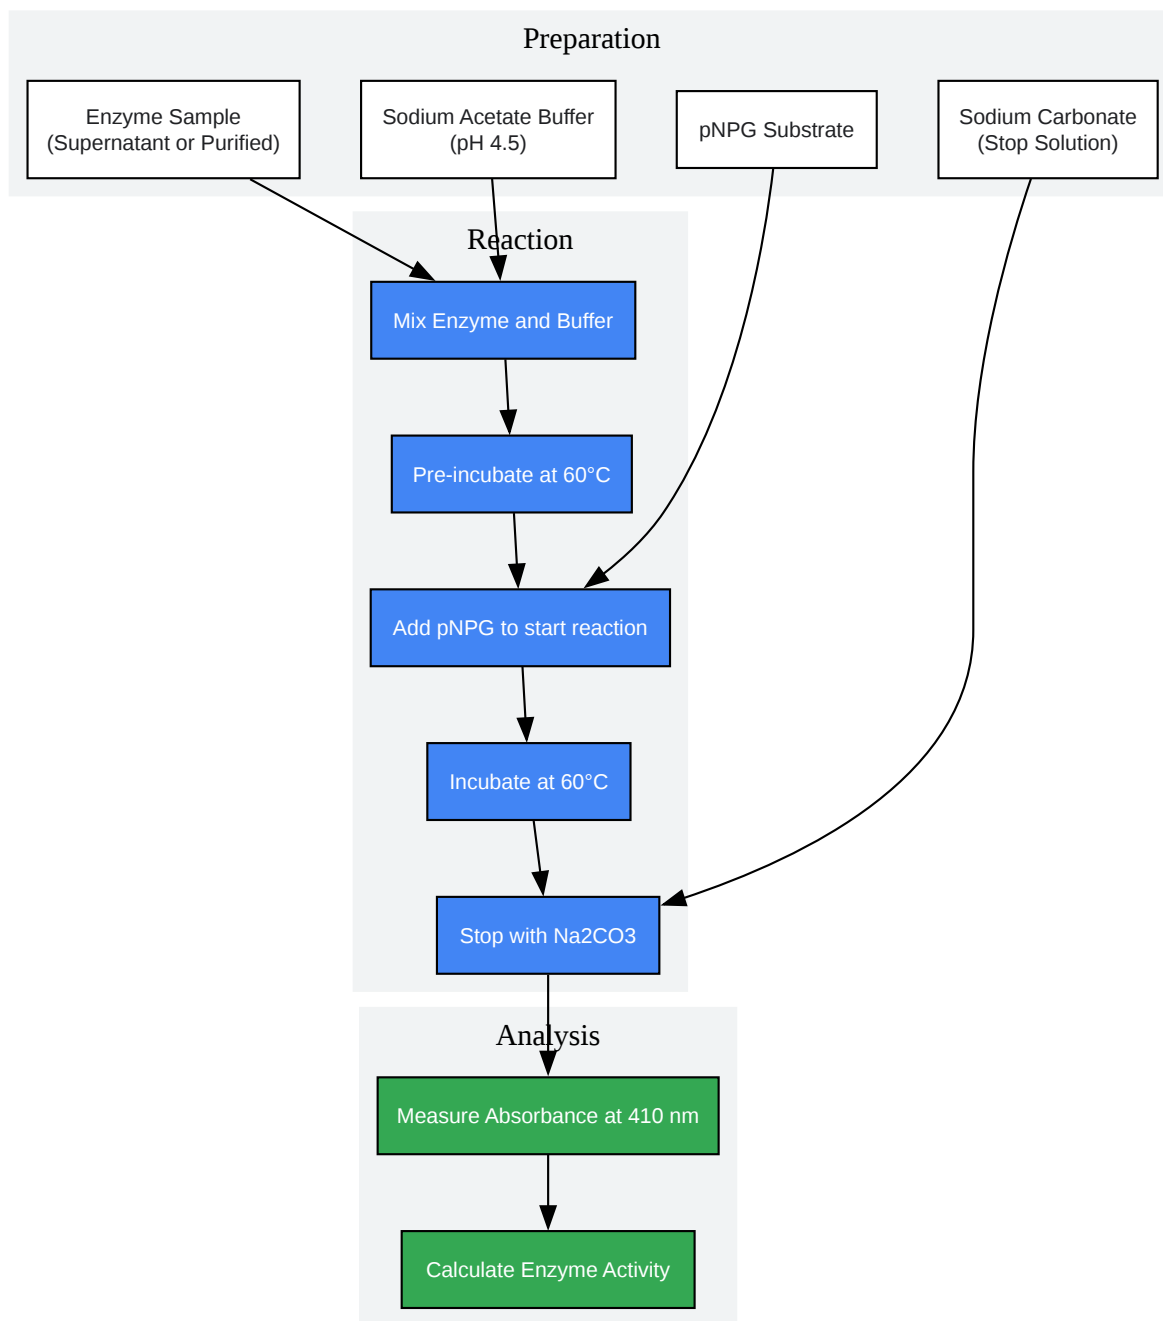 Preparation
Enzyme Sample
(Supernatant or Purified)
Sodium Acetate Buffer
(pH 4.5)
pNPG Substrate
Sodium Carbonate
(Stop Solution)
Reaction
Mix Enzyme and Buffer
Pre-incubate at 60°C
Add pNPG to start reaction
Incubate at 60°C
Stop with Na2CO3
Analysis
Measure Absorbance at 410 nm
Calculate Enzyme Activity